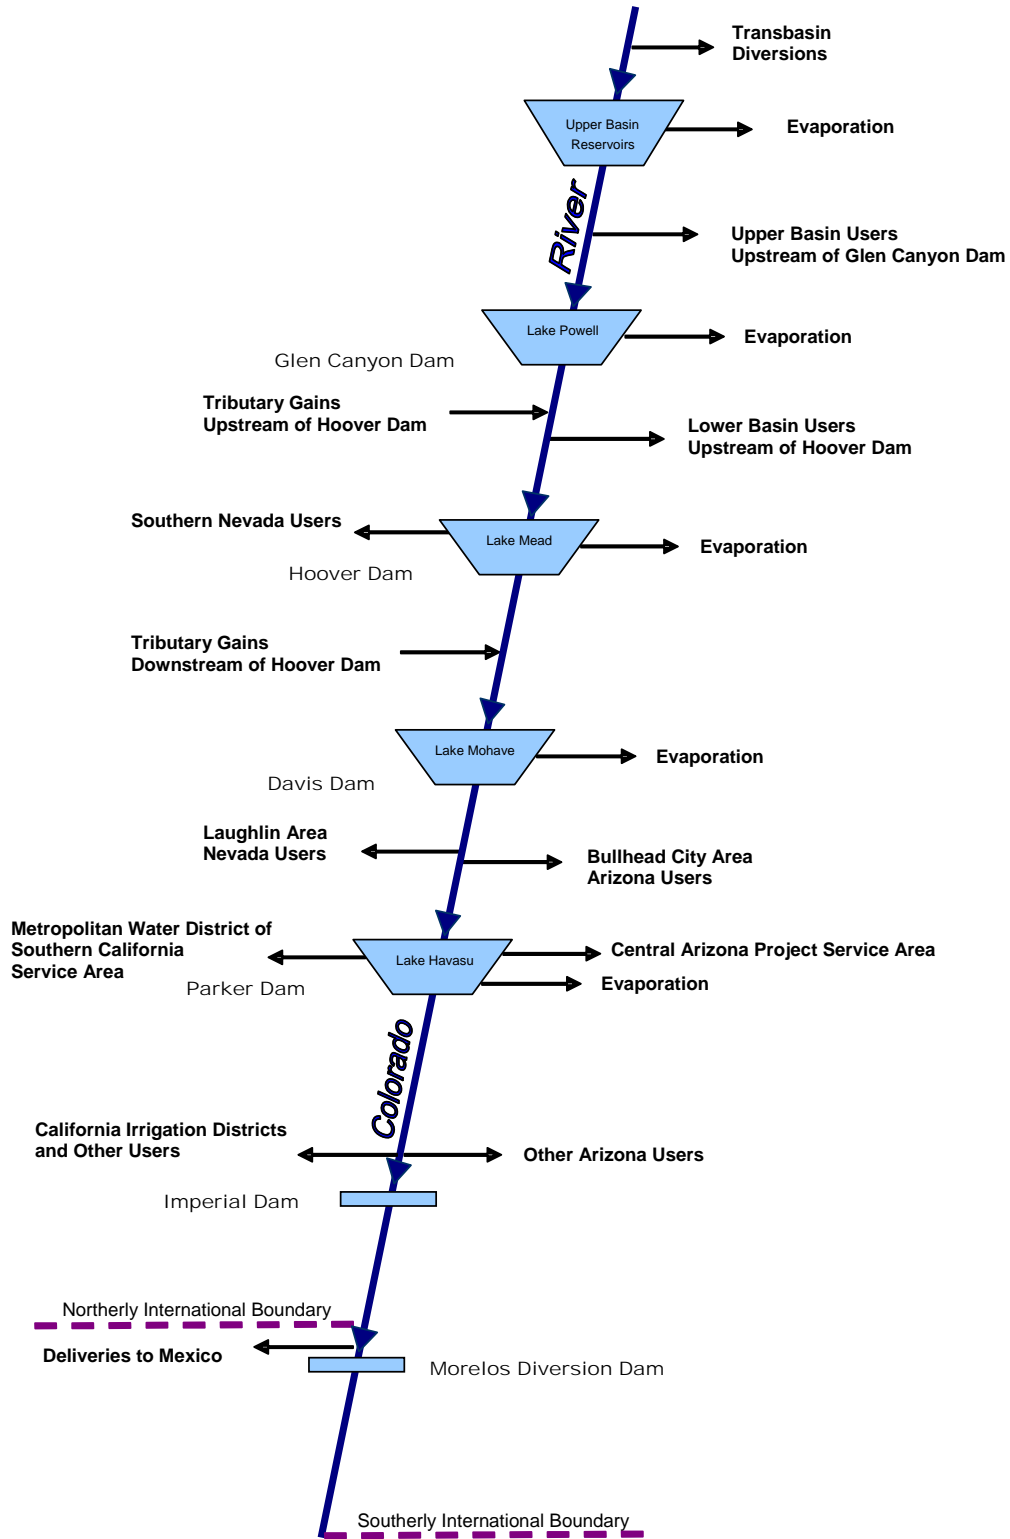 Transbasin
Diversions
Upper Basin
Reservoirs
Evaporation
River
Upper Basin Users
Upstream of Glen Canyon Dam
Lake Powell
Evaporation
Glen Canyon Dam
Tributary Gains
Upstream of Hoover Dam
Lower Basin Users
Upstream of Hoover Dam
Southern Nevada Users
Lake Mead
Evaporation
Hoover Dam
Tributary Gains
Downstream of Hoover Dam
Lake Mohave
Evaporation
Davis Dam
Laughlin Area
Nevada Users
Bullhead City Area
Arizona Users
Metropolitan Water District of
Southern California
Service Area
Lake Havasu
Central Arizona Project Service Area
Evaporation
Parker Dam
Colorado
California Irrigation Districts
and Other Users
Other Arizona Users
Imperial Dam
Northerly International Boundary
Deliveries to Mexico
Morelos Diversion Dam
Southerly International Boundary